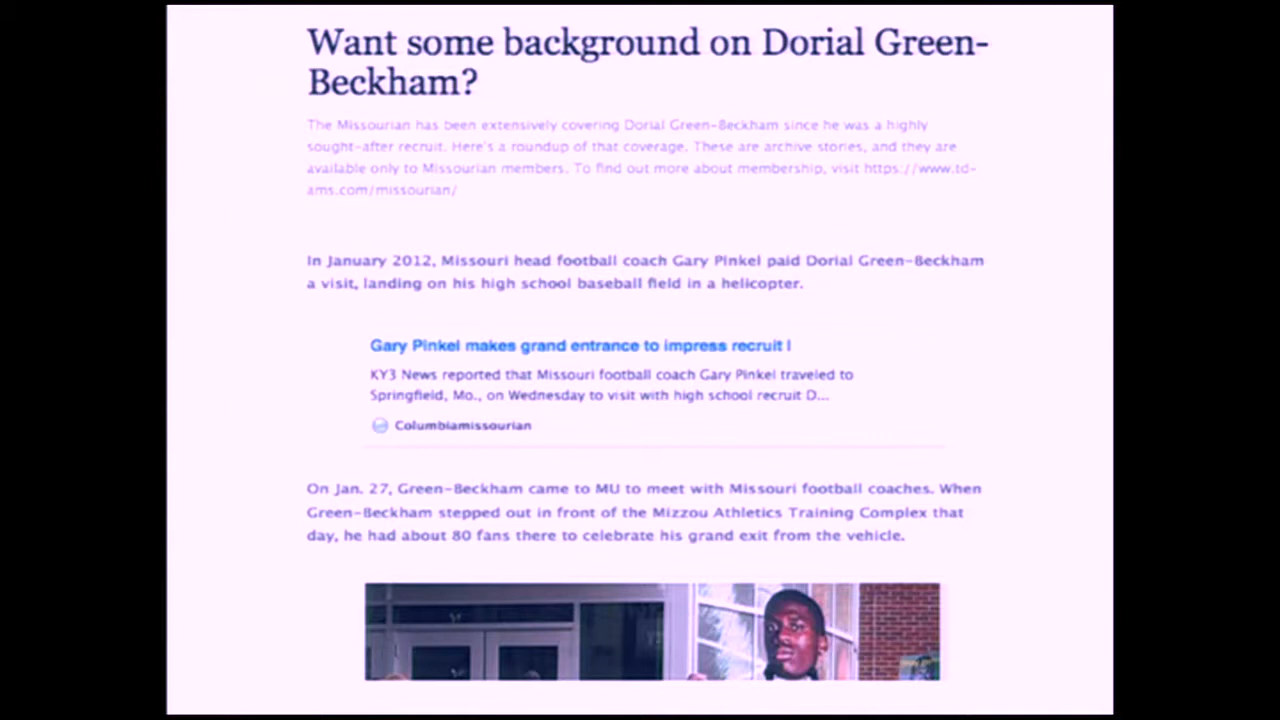 Want some background on Dorial Green-
Beckham?
The Missourian has been extensively covering Dorial Green-Beckham since he was a highly
sought-after recruit. Here's a roundup of that coverage. These are archive stories, and they are
available only to Missourian members. To find out more about membership, visit https://www.td-
ams.com/missourian/
In January 2012, Missouri head football coach Gary Pinkel paid Dorial Green-Beckham
a visit, landing on his high school baseball field in a helicopter.
Gary Pinkel makes grand entrance to impress recruit |
KY3 News reported that Missouri football coach Gary Pinkel traveled to
Springfield, Mo., on Wednesday to visit with high school recruit D...
Columbiamissourian
On Jan. 27, Green-Beckham came to MU to meet with Missouri football coaches. When
Green-Beckham stepped out in front of the Mizzou Athletics Training Complex that
day, he had about 80 fans there to celebrate his grand exit from the vehicle.